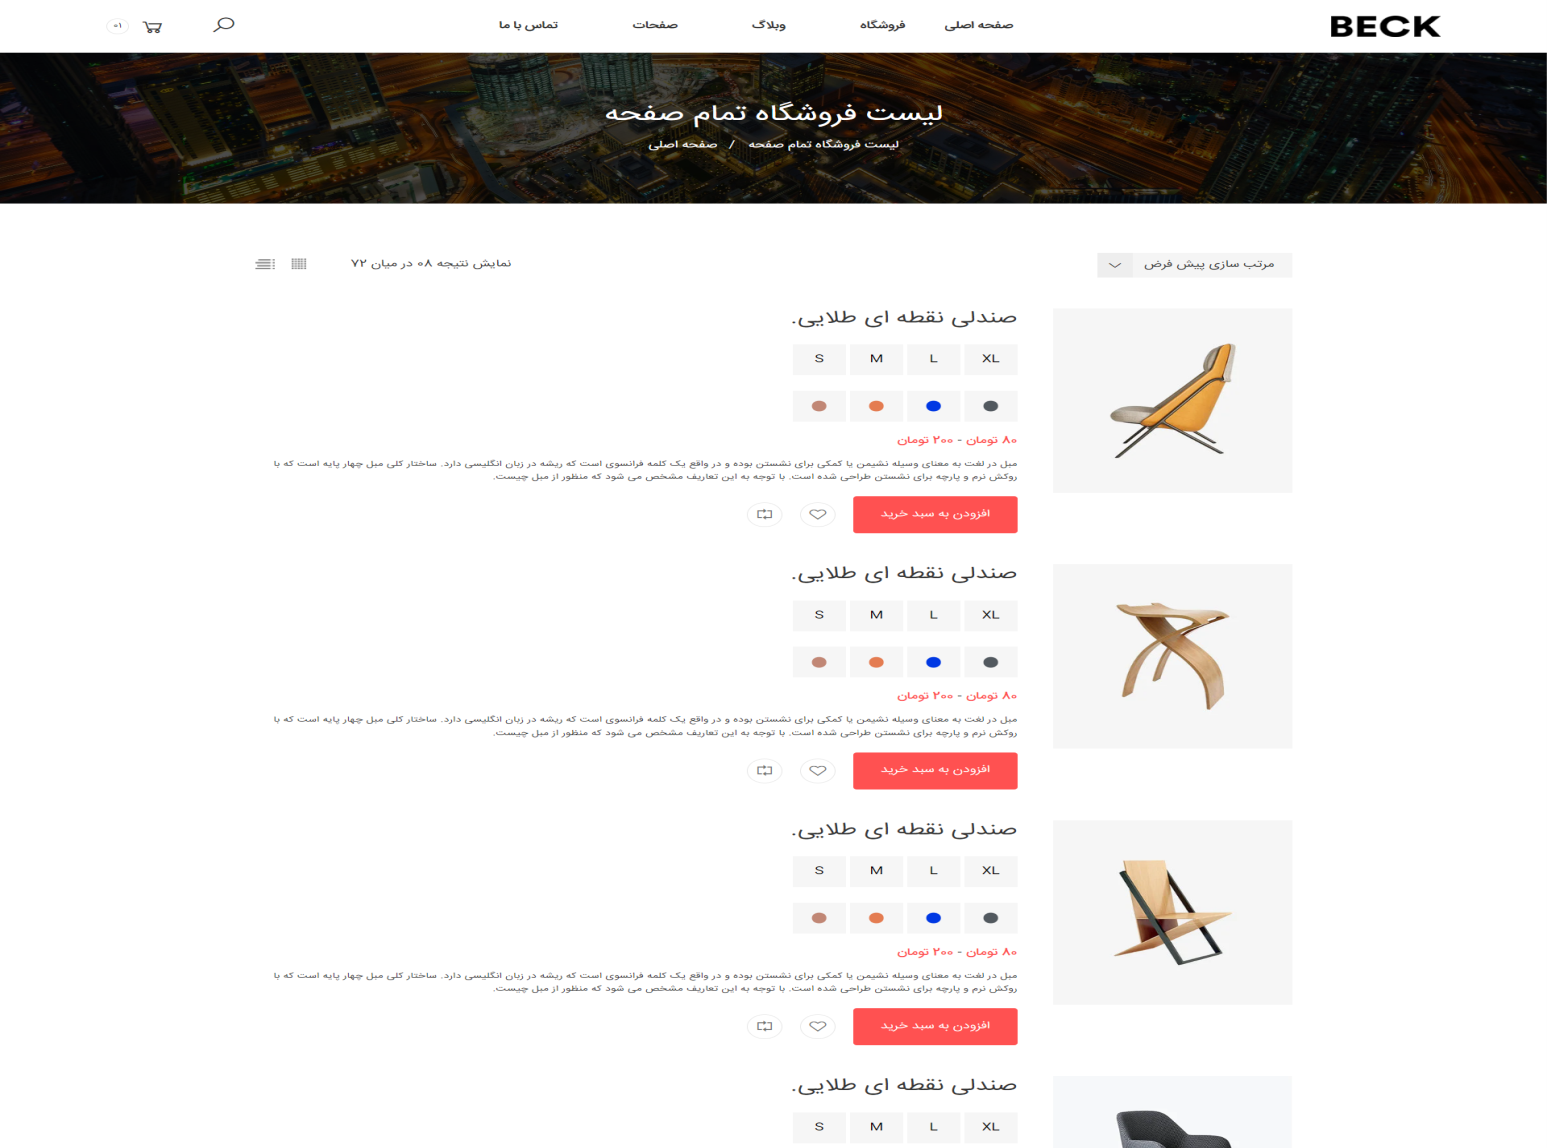 BECK
صفحه اصلی
فروشگاه
وبلاگ
صفحات
تماس با ما
۰۱
لیست فروشگاه تمام صفحه
لیست فروشگاه تمام صفحه / صفحه اصلی
مرتب سازی پیش فرض
نمایش نتیجه ۰۸ در میان ۷۲
صندلی نقطه ای طلایی.
XL L M S
۸۰ تومان - ۲۰۰ تومان
مبل در لغت به معنای وسیله نشیمن یا کمکی برای نشستن بوده و در واقع یک کلمه فرانسوی است که ریشه در زبان انگلیسی دارد. ساختار کلی مبل چهار پایه است که با
روکش نرم و پارچه برای نشستن طراحی شده است. با توجه به این تعاریف مشخص می شود که منظور از مبل چیست.
افزودن به سبد خرید
صندلی نقطه ای طلایی.
XL L M S
۸۰ تومان - ۲۰۰ تومان
مبل در لغت به معنای وسیله نشیمن یا کمکی برای نشستن بوده و در واقع یک کلمه فرانسوی است که ریشه در زبان انگلیسی دارد. ساختار کلی مبل چهار پایه است که با
روکش نرم و پارچه برای نشستن طراحی شده است. با توجه به این تعاریف مشخص می شود که منظور از مبل چیست.
افزودن به سبد خرید
صندلی نقطه ای طلایی.
XL L M S
۸۰ تومان - ۲۰۰ تومان
مبل در لغت به معنای وسیله نشیمن یا کمکی برای نشستن بوده و در واقع یک کلمه فرانسوی است که ریشه در زبان انگلیسی دارد. ساختار کلی مبل چهار پایه است که با
روکش نرم و پارچه برای نشستن طراحی شده است. با توجه به این تعاریف مشخص می شود که منظور از مبل چیست.
افزودن به سبد خرید
صندلی نقطه ای طلایی.
XL L M S